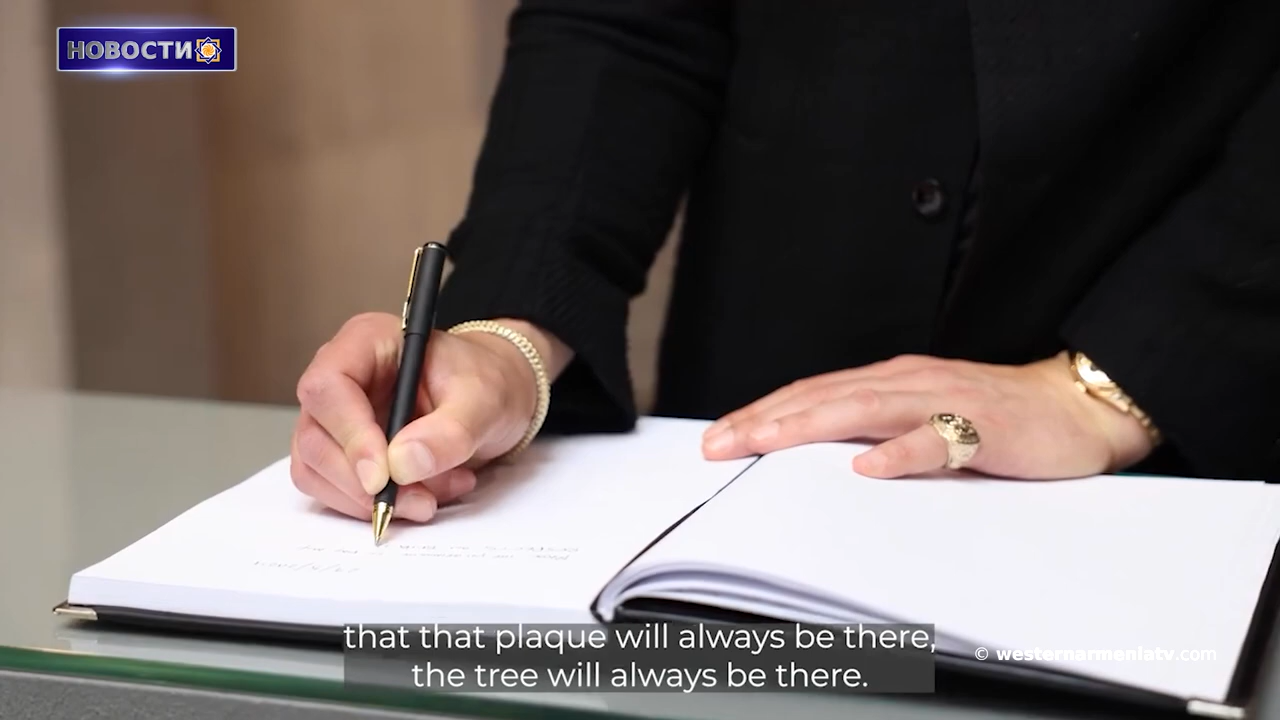 НОВОСТИ
that that plaque will always be there,
the tree will always be there.
© westernarmeniatv.com